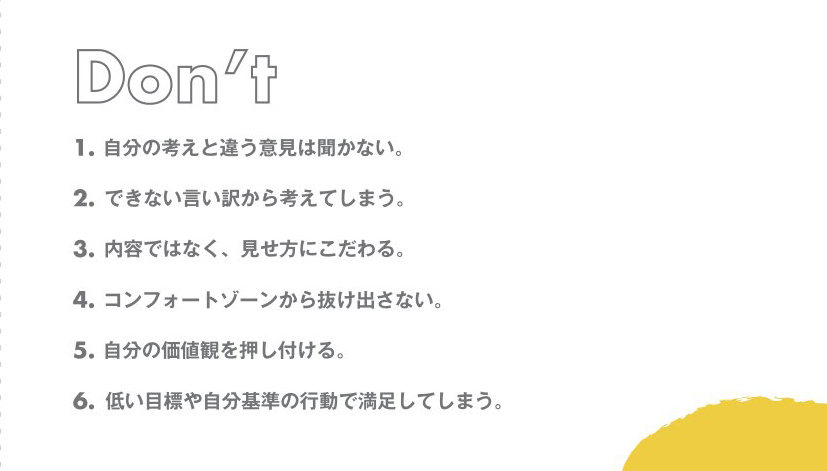 Don't
1. 自分の考えと違う意見は聞かない。
2. できない言い訳から考えてしまう。
3. 内容ではなく、見せ方にこだわる。
4. コンフォートゾーンから抜け出さない。
5. 自分の価値観を押し付ける。
6. 低い目標や自分基準の行動で満足してしまう。